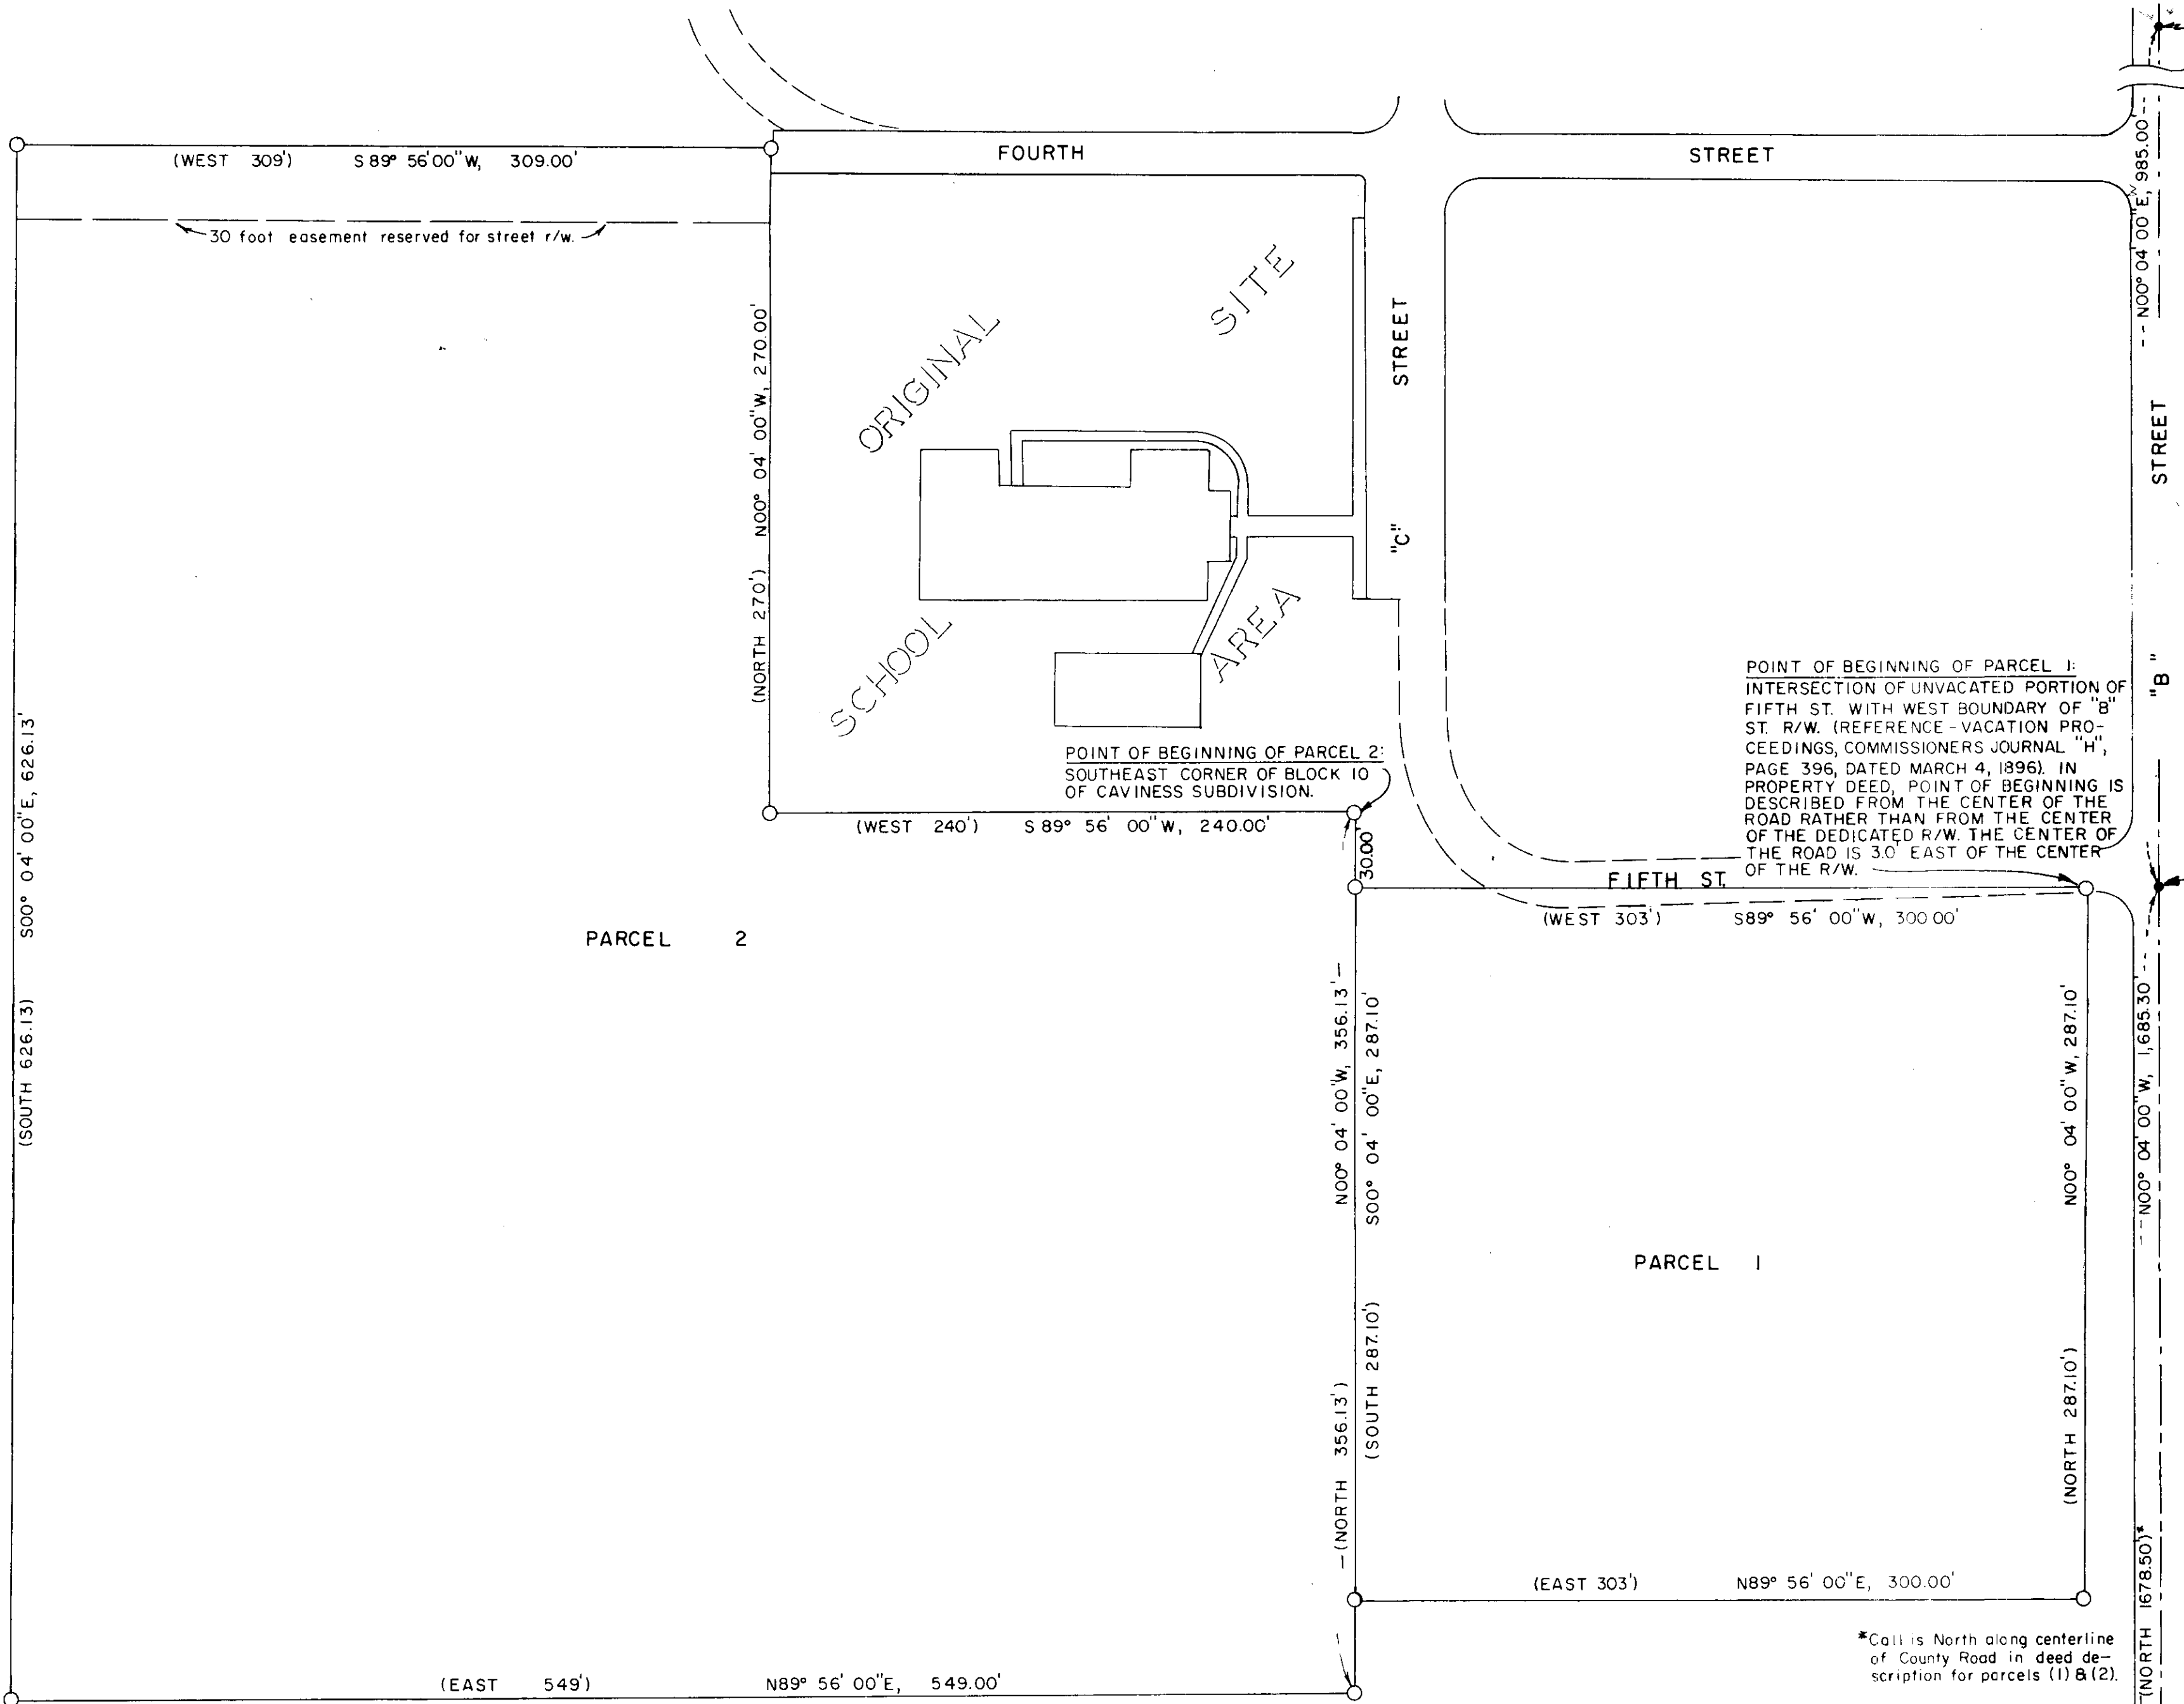 (WEST 309') S 89° 56' 00" W, 309.00'
30 foot easement reserved for street r/w.
FOURTH STREET
N00° 04' 00" E, 985.00'
STREET
"B"
STREET
"C"
ORIGINAL SITE
SCHOOL AREA
(NORTH 270') N00° 04' 00" W, 270.00'
(SOUTH 626.13) S00° 04' 00" E, 626.13'
POINT OF BEGINNING OF PARCEL 1:
INTERSECTION OF UNVACATED PORTION OF
FIFTH ST. WITH WEST BOUNDARY OF "B"
ST. R/W. (REFERENCE - VACATION PRO-
CEEDINGS, COMMISSIONERS JOURNAL "H",
PAGE 396, DATED MARCH 4, 1896). IN
PROPERTY DEED, POINT OF BEGINNING IS
DESCRIBED FROM THE CENTER OF THE
ROAD RATHER THAN FROM THE CENTER
OF THE DEDICATED R/W. THE CENTER OF
THE ROAD IS 3.0' EAST OF THE CENTER
OF THE R/W.
POINT OF BEGINNING OF PARCEL 2:
SOUTHEAST CORNER OF BLOCK 10
OF CAVINESS SUBDIVISION.
(WEST 240') S 89° 56' 00" W, 240.00'
30.00'
FIFTH ST.
(WEST 303') S89° 56' 00" W, 300.00'
PARCEL 2
(NORTH 356.13') N00° 04' 00" W, 356.13'
(SOUTH 287.10') S00° 04' 00" E, 287.10'
(NORTH 287.10') N00° 04' 00" W, 287.10'
(NORTH 1678.50')* N00° 04' 00" W, 1,685.30'
PARCEL 1
(EAST 303') N89° 56' 00" E, 300.00'
*Call is North along centerline
of County Road in deed de-
scription for parcels (1) & (2).
(EAST 549') N89° 56' 00" E, 549.00'